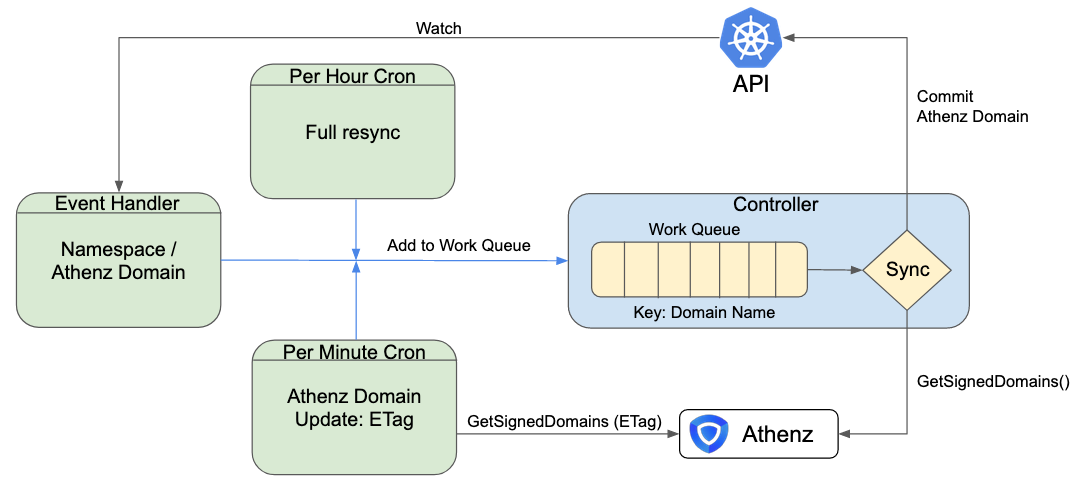 Watch
API
Commit
Athenz Domain
Per Hour Cron
Full resync
Event Handler
Namespace /
Athenz Domain
Add to Work Queue
Controller
Work Queue
Sync
Key: Domain Name
Per Minute Cron
Athenz Domain
Update: ETag
GetSignedDomains (ETag)
GetSignedDomains()
Athenz